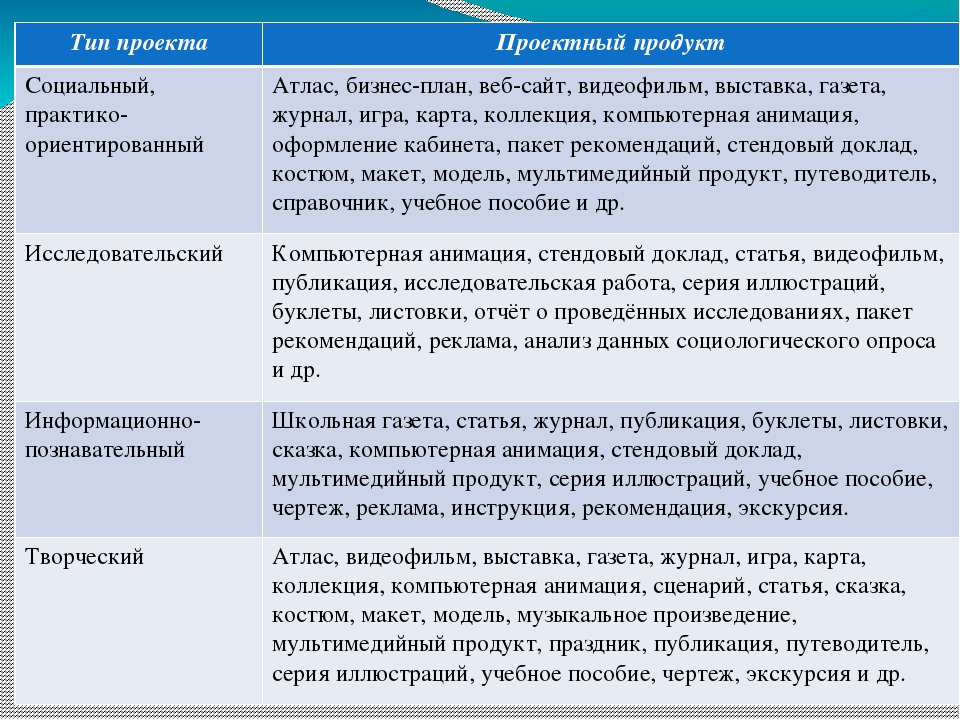 Тип проекта
Проектный продукт
Социальный,
практико-
ориентированный
Атлас, бизнес-план, веб-сайт, видеофильм, выставка, газета,
журнал, игра, карта, коллекция, компьютерная анимация,
оформление кабинета, пакет рекомендаций, стендовый доклад,
костюм, макет, модель, мультимедийный продукт, путеводитель,
справочник, учебное пособие и др.
Исследовательский
Компьютерная анимация, стендовый доклад, статья, видеофильм,
публикация, исследовательская работа, серия иллюстраций,
буклеты, листовки, отчёт о проведённых исследованиях, пакет
рекомендаций, реклама, анализ данных социологического опроса
и др.
Информационно-
познавательный
Школьная газета, статья, журнал, публикация, буклеты, листовки,
сказка, компьютерная анимация, стендовый доклад,
мультимедийный продукт, серия иллюстраций, учебное пособие,
чертеж, реклама, инструкция, рекомендация, экскурсия.
Творческий
Атлас, видеофильм, выставка, газета, журнал, игра, карта,
коллекция, компьютерная анимация, сценарий, статья, сказка,
костюм, макет, модель, музыкальное произведение,
мультимедийный продукт, праздник, публикация, путеводитель,
серия иллюстраций, учебное пособие, чертеж, экскурсия и др.